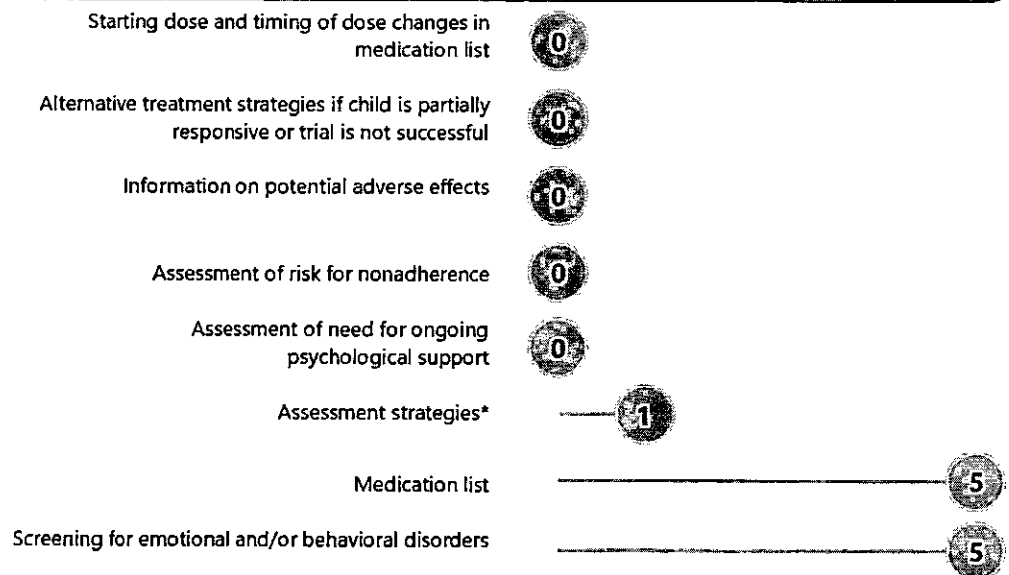 Starting dose and timing of dose changes in
medication list
0
Alternative treatment strategies if child is partially
responsive or trial is not successful
0
Information on potential adverse effects
0
Assessment of risk for nonadherence
0
Assessment of need for ongoing
psychological support
0
Assessment strategies*
1
Medication list
5
Screening for emotional and/or behavioral disorders
5